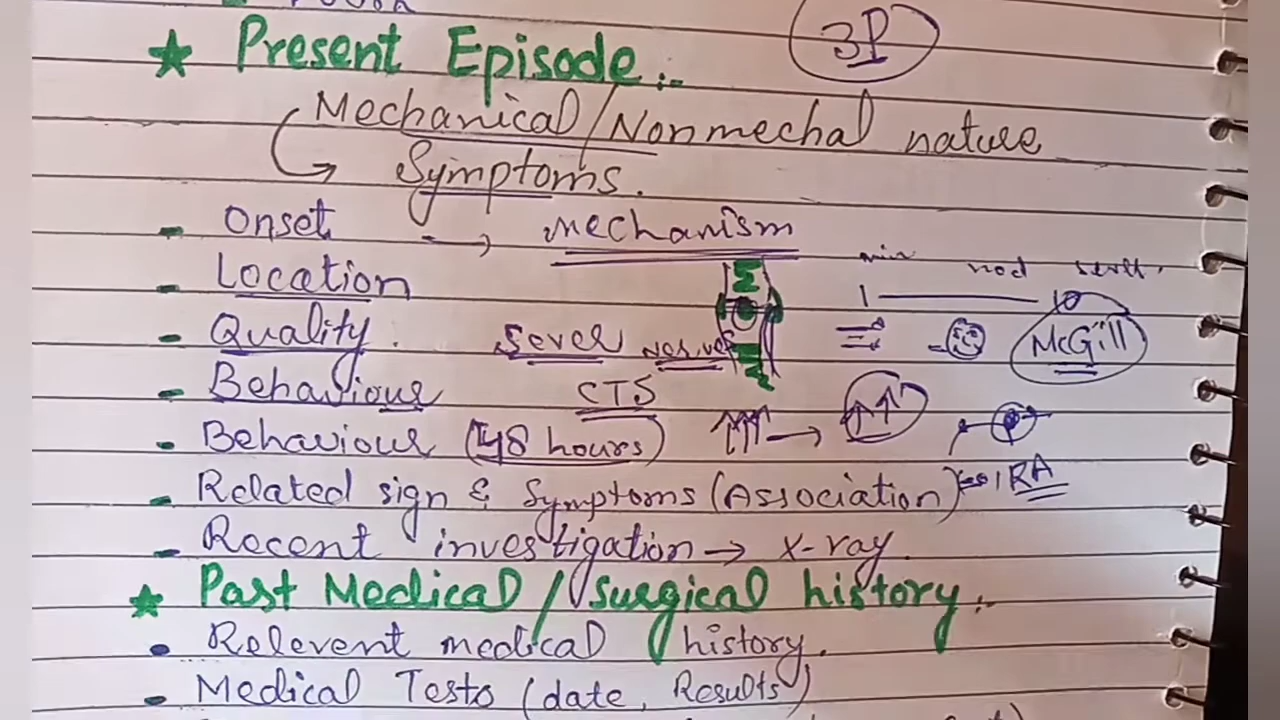 3P
★ Present Episode :-
Mechanical/Nonmechal nature
Symptoms.
- Onset → Mechanism
- Location min mod
1 10
- Quality. Sever Nerves McGill
- Behaviour CTS
- Behaviour (48 hours) ↑↑↑ → ↑↑
- Related sign & Symptoms (Association) RA
- Recent investigation → X-ray.
★ Past Medical / Surgical history :-
• Relevent medical history.
- Medical Tests (date, Results)